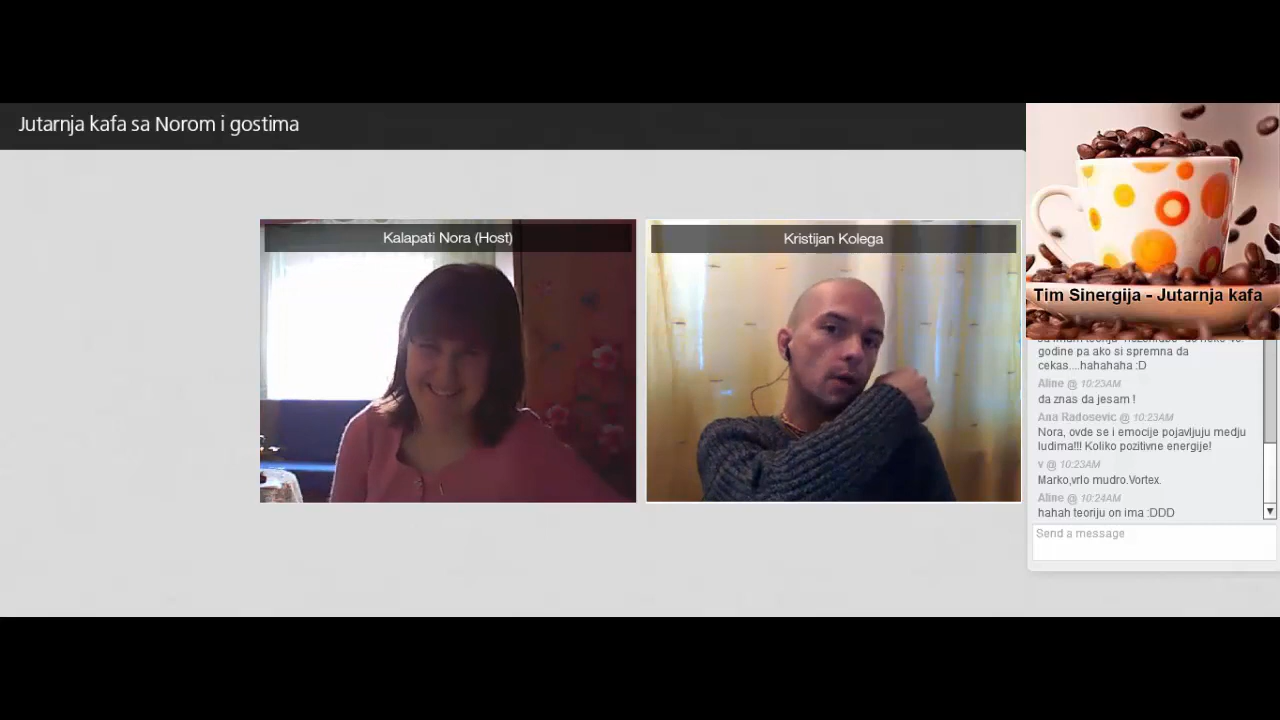 Jutarnja kafa sa Norom i gostima
Kalapati Nora (Host)
Kristijan Kolega
Tim Sinergija - Jutarnja kafa
godine pa ako si spremna da
cekas....hahahaha :D
Aline @ 10:23AM
da znas da jesam !
Ana Radosevic @ 10:23AM
Nora, ovde se i emocije pojavljuju medju
ludima!!! Koliko pozitivne energije!
v @ 10:23AM
Marko,vrlo mudro.Vortex.
Aline @ 10:24AM
hahah teoriju on ima :DDD
Send a message